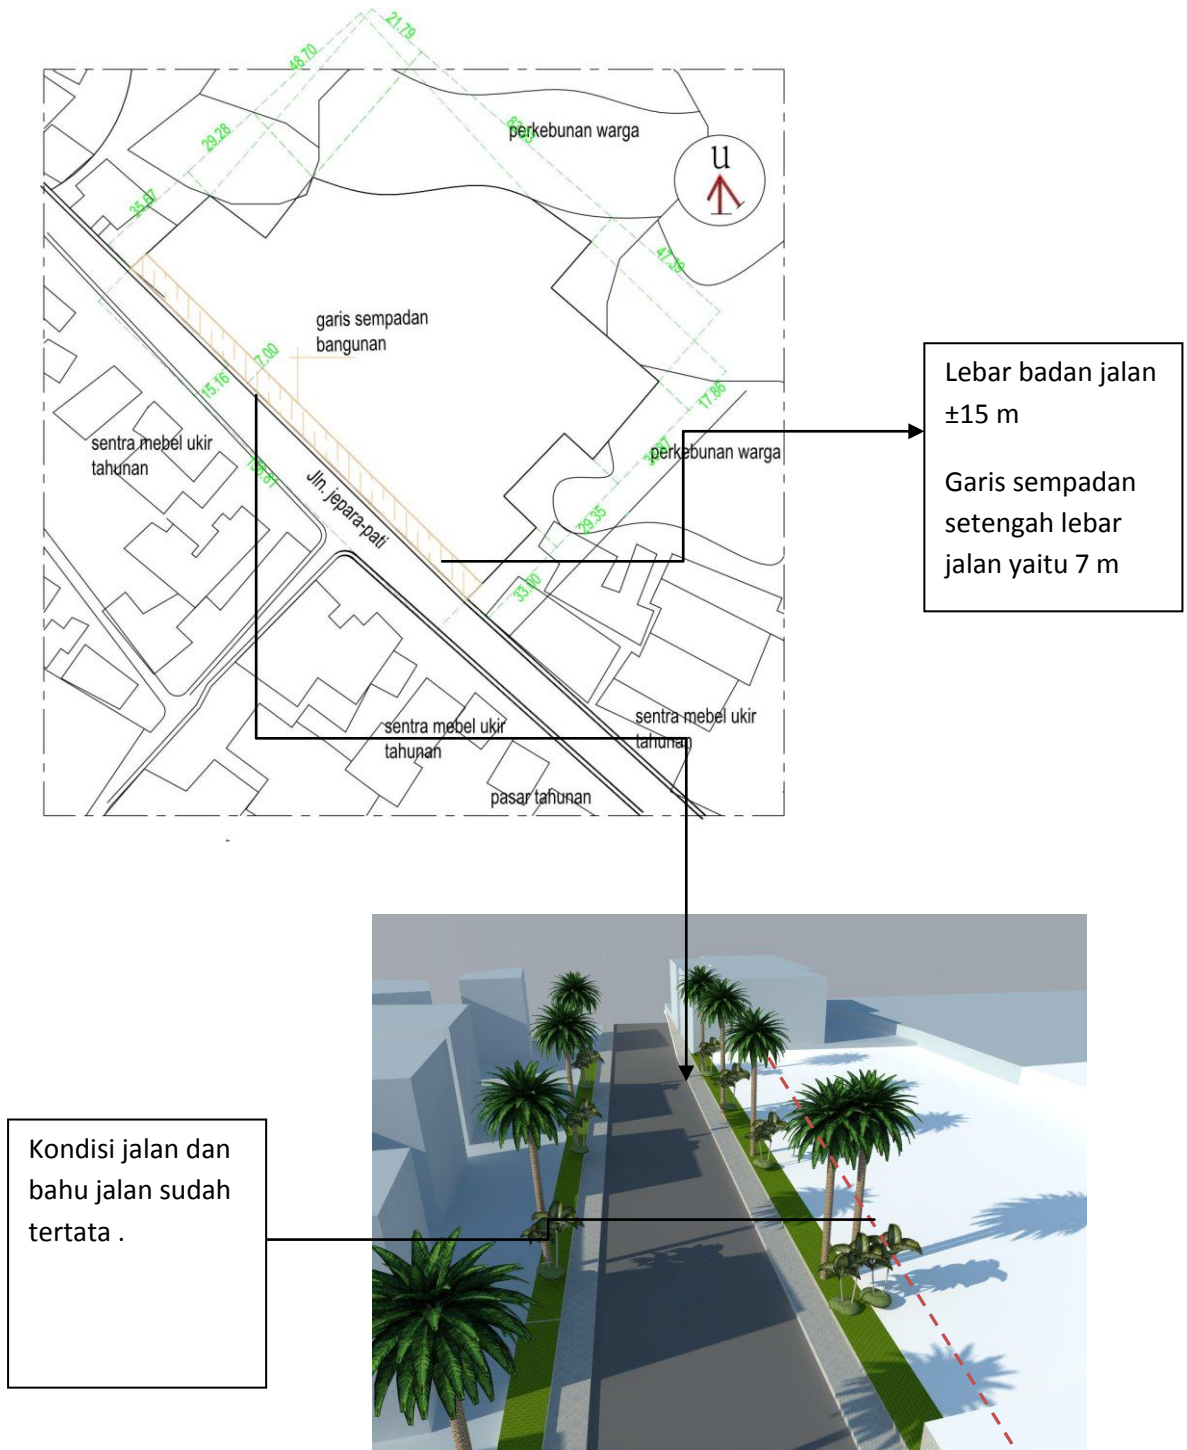 21.79
48.70
perkebunan warga
29.28
u
25.67
47.39
garis sempadan
bangunan
7.00
15.16
17.86
Lebar badan jalan
±15 m
Garis sempadan
setengah lebar
jalan yaitu 7 m
sentra mebel ukir
tahunan
perkebunan warga
Jln. jepara-pati
29.35
33.00
sentra mebel ukir
tahunan
sentra mebel ukir
tahunan
pasar tahunan
Kondisi jalan dan
bahu jalan sudah
tertata .